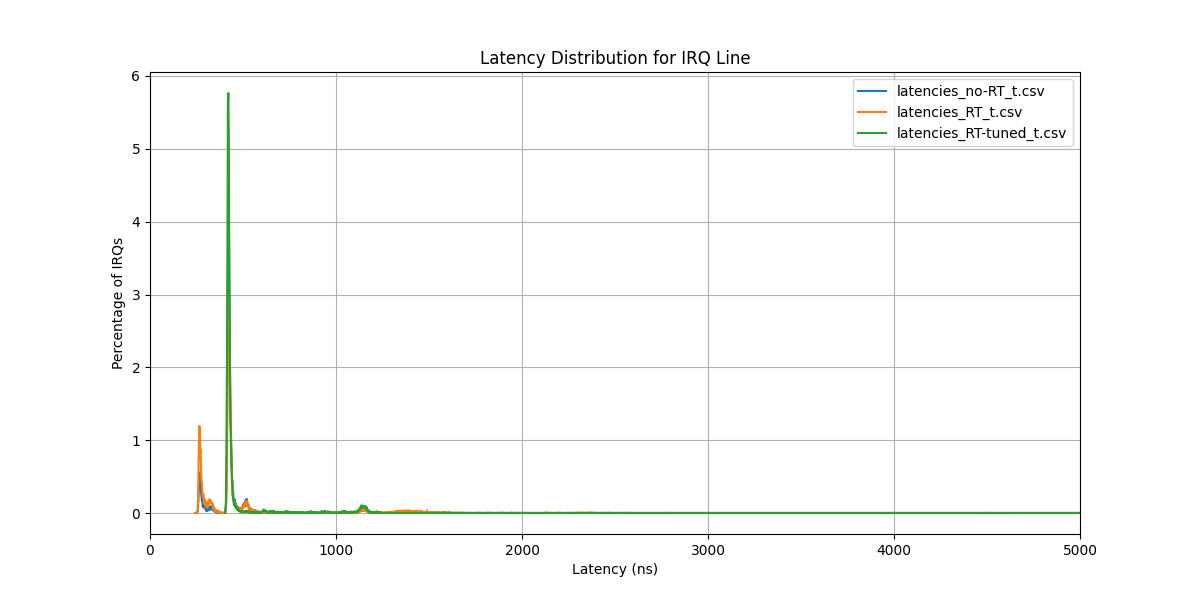 Latency Distribution for IRQ Line
latencies_no-RT_t.csv
latencies_RT_t.csv
latencies_RT-tuned_t.csv
Percentage of IRQs
6
5
4
3
2
1
0
0 1000 2000 3000 4000 5000
Latency (ns)